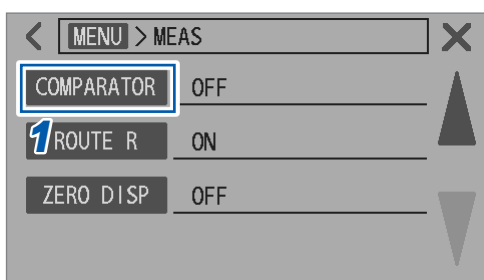 MENU > MEAS
COMPARATOR OFF
1 ROUTE R ON
ZERO DISP OFF